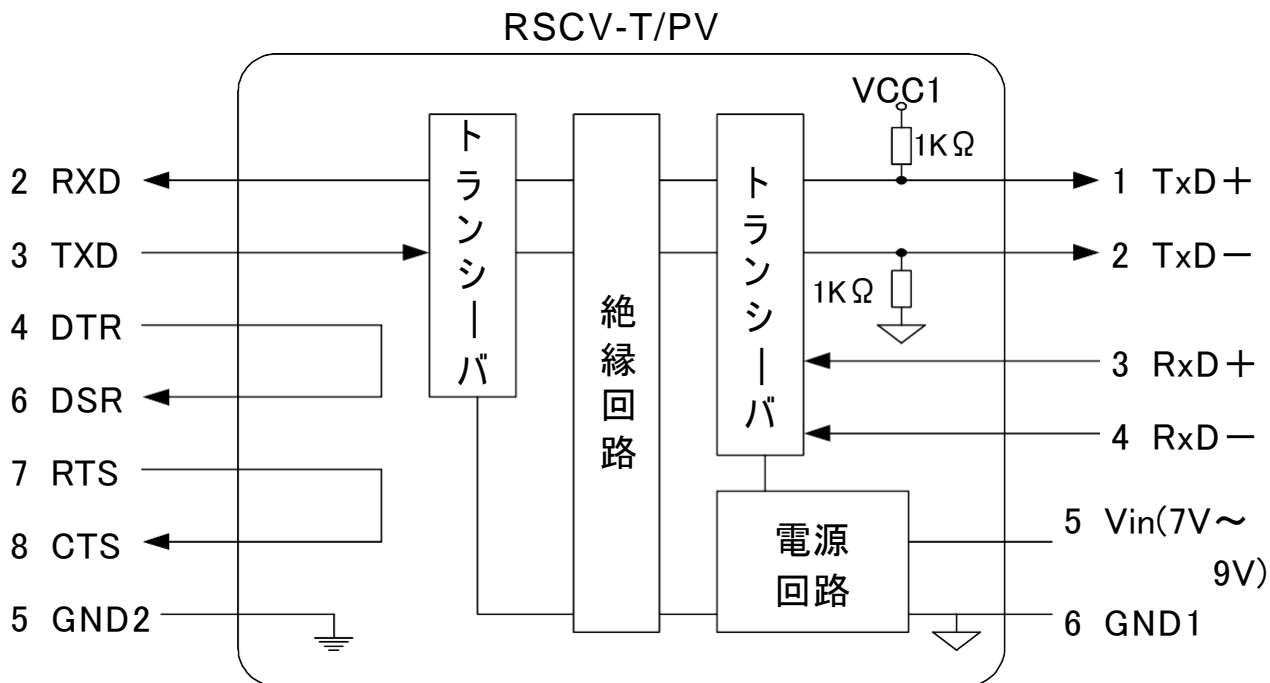 RSCV-T/PV
VCC1
1KΩ
2 RXD
1 TxD+
3 TXD
2 TxD-
1KΩ
4 DTR
3 RxD+
6 DSR
4 RxD-
7 RTS
5 Vin(7V～
9V)
8 CTS
5 GND2
6 GND1
トランシーバ
絶縁回路
トランシーバ
電源
回路